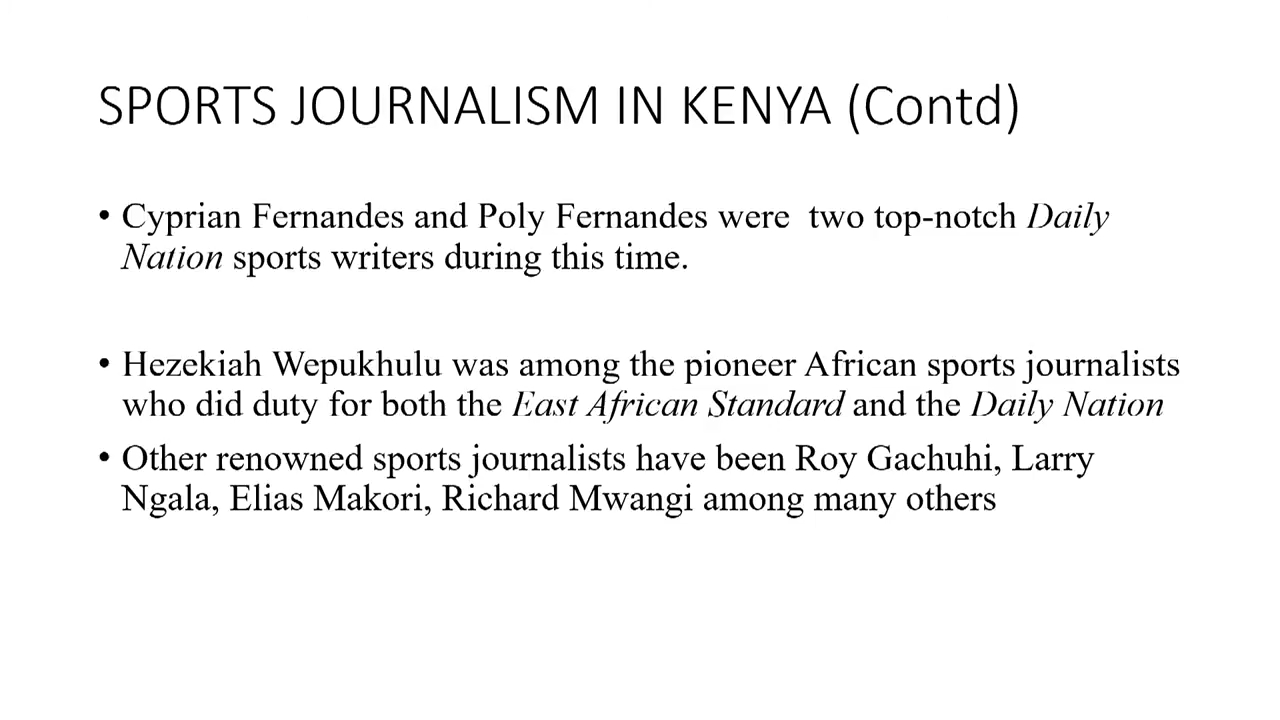 SPORTS JOURNALISM IN KENYA (Contd)
• Cyprian Fernandes and Poly Fernandes were  two top-notch Daily
Nation sports writers during this time.
• Hezekiah Wepukhulu was among the pioneer African sports journalists
who did duty for both the East African Standard and the Daily Nation
• Other renowned sports journalists have been Roy Gachuhi, Larry
Ngala, Elias Makori, Richard Mwangi among many others